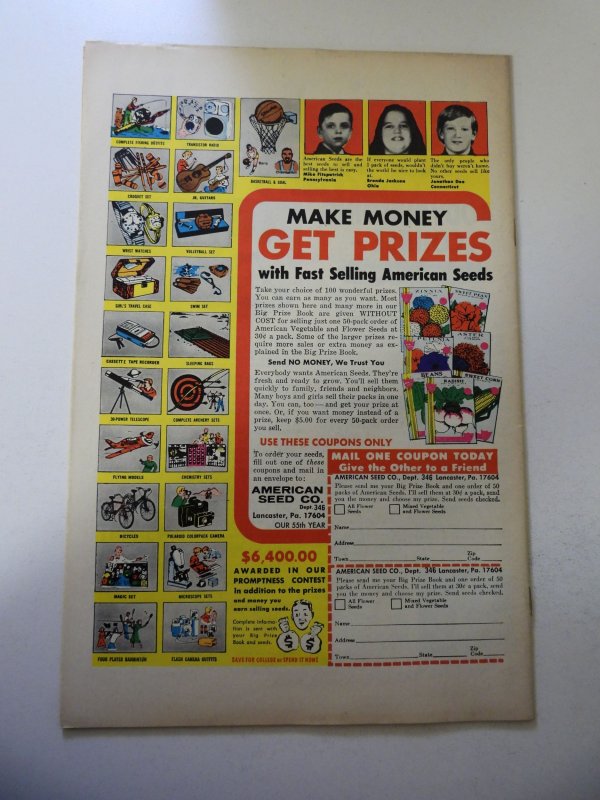 COMPLETE FISHING OUTFITS
TRANSISTOR RADIO
CROQUET SET
JR. GUITARS
BASKETBALL & GOAL
WRIST WATCHES
VOLLEYBALL SET
GIRL'S TRAVEL CASE
SWIM SET
CASSETTE TAPE RECORDER
SLEEPING BAGS
30-POWER TELESCOPE
COMPLETE ARCHERY SETS
FLYING MODELS
CHEMISTRY SETS
BICYCLES
POLAROID COLORPACK CAMERA
MAGIC SET
MICROSCOPE SETS
FOUR PLAYER BADMINTON
FLASH CAMERA OUTFITS
American Seeds are the
best seeds to sell and
selling the best is easy.
Mike Fitzpatrick
Pennsylvania
If everyone would plant
1 pack of seeds, wouldn't
the world be nice to look
at.
Brenda Jackson
Ohio
The only people who
didn't buy weren't home.
No other seeds sell like
yours.
Jonathan Dee
Connecticut
MAKE MONEY
GET PRIZES
with Fast Selling American Seeds
Take your choice of 100 wonderful prizes.
You can earn as many as you want. Most
prizes shown here and many more in our
Big Prize Book are given WITHOUT
COST for selling just one 50-pack order of
American Vegetable and Flower Seeds at
30¢ a pack. Some of the larger prizes re-
quire more sales or extra money as ex-
plained in the Big Prize Book.
Send NO MONEY, We Trust You
Everybody wants American Seeds. They're
fresh and ready to grow. You'll sell them
quickly to family, friends and neighbors.
Many boys and girls sell their packs in one
day. You can, too—and get your prize at
once. Or, if you want money instead of a
prize, keep $5.00 for every 50-pack order
you sell.
ZINNIA
SWEET PEAS
PETUNIA
ASTER
BEANS
RADISH
SWEET CORN
USE THESE COUPONS ONLY
To order your seeds,
fill out one of these
coupons and mail in
an envelope to:
AMERICAN
SEED CO.
Dept. 346
Lancaster, Pa. 17604
OUR 55th YEAR
MAIL ONE COUPON TODAY
Give the Other to a Friend
AMERICAN SEED CO., Dept. 346 Lancaster, Pa. 17604
Please send me your Big Prize Book and one order of 50
packs of American Seeds. I'll sell them at 30¢ a pack, send
you the money and choose my prize. Send seeds checked.
All Flower Seeds
Mixed Vegetable and Flower Seeds
Name
Address
Town State Zip Code
AMERICAN SEED CO., Dept. 346 Lancaster, Pa. 17604
Please send me your Big Prize Book and one order of 50
packs of American Seeds. I'll sell them at 30¢ a pack, send
you the money and choose my prize. Send seeds checked.
All Flower Seeds
Mixed Vegetable and Flower Seeds
Name
Address
Town State Zip Code
$6,400.00
AWARDED IN OUR
PROMPTNESS CONTEST
in addition to the prizes
and money you
earn selling seeds.
Complete informa-
tion is sent with
your Big Prize
Book and seeds.
$
$
SAVE FOR COLLEGE or SPEND IT NOW!